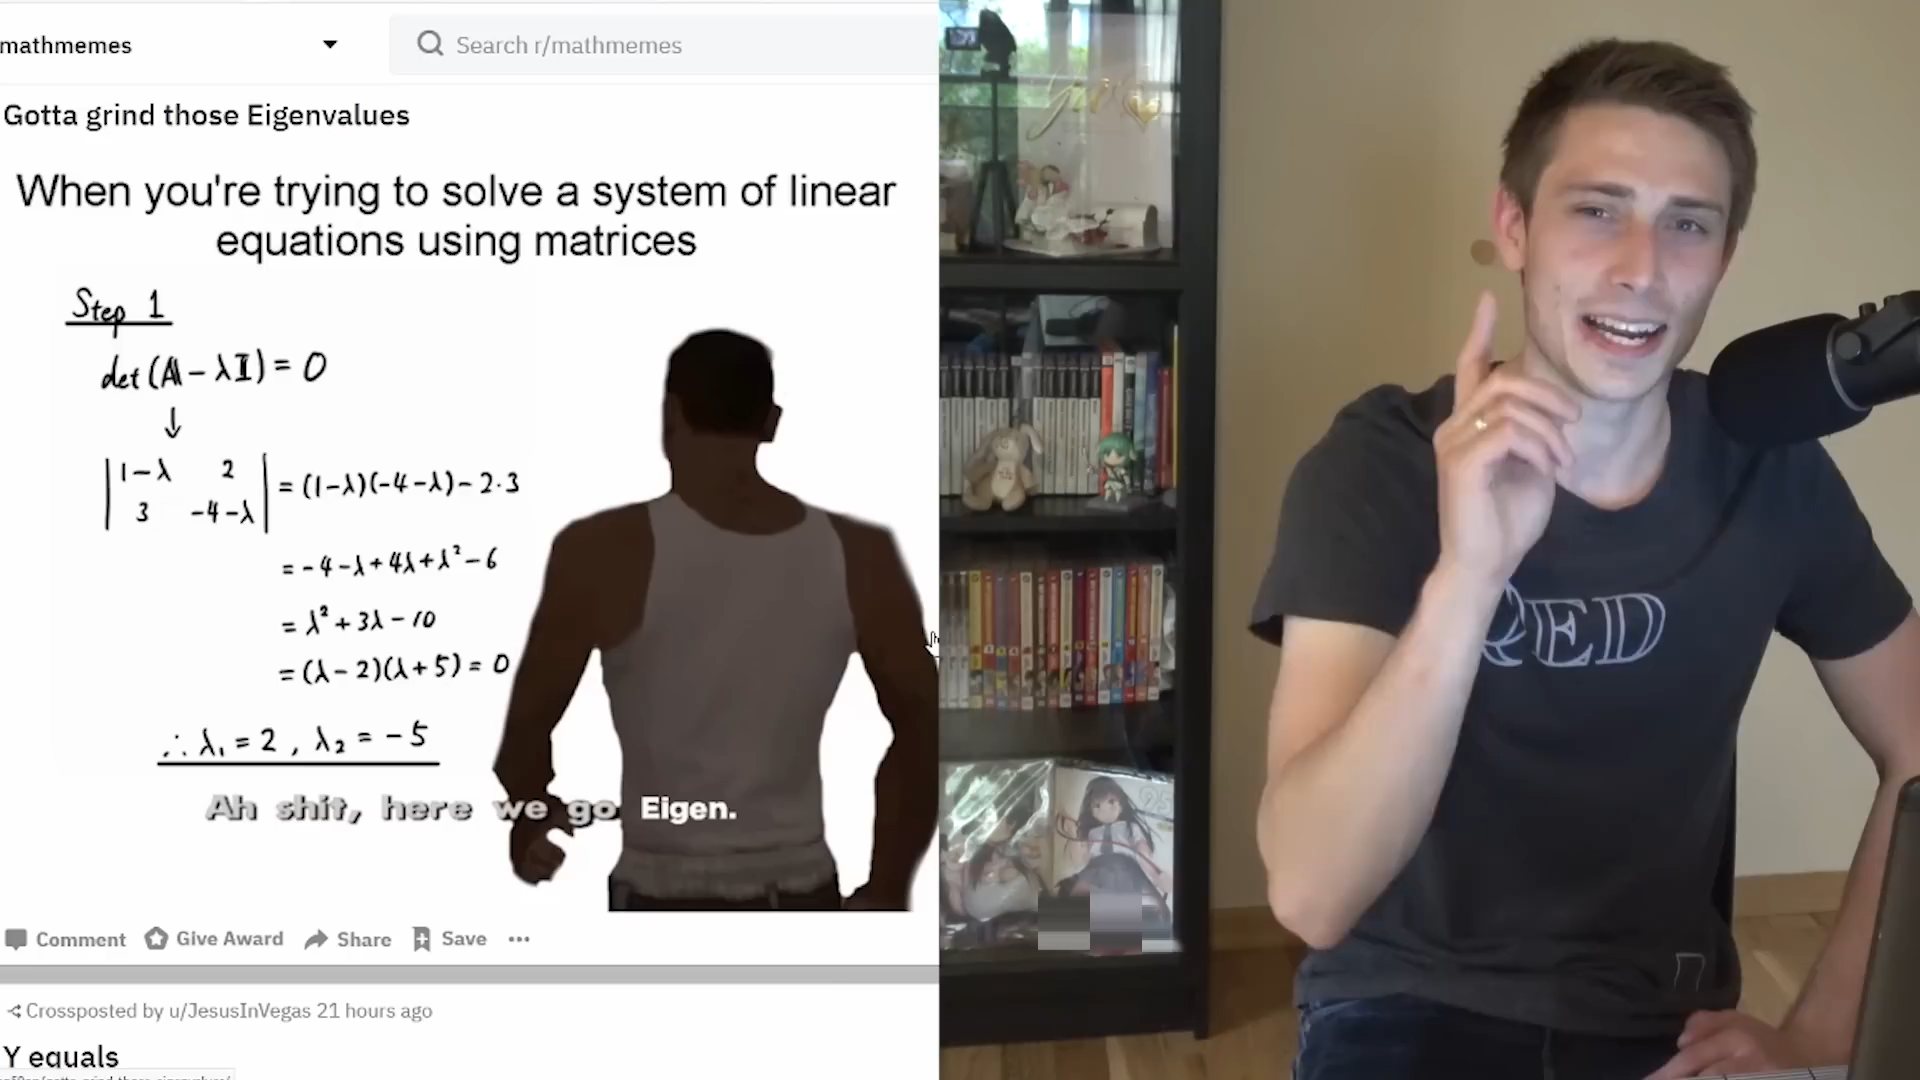 mathmemes
Search r/mathmemes
Gotta grind those Eigenvalues
When you're trying to solve a system of linear
equations using matrices
Step 1
det(A-λI) = 0
↓
|1-λ 2
3 -4-λ| = (1-λ)(-4-λ)-2·3
= -4-λ+4λ+λ²-6
= λ²+3λ-10
= (λ-2)(λ+5) = 0
∴ λ₁ = 2, λ₂ = -5
Ah shit, here we go Eigen.
Comment Give Award Share Save ...
Crossposted by u/JesusInVegas 21 hours ago
Y equals
QED